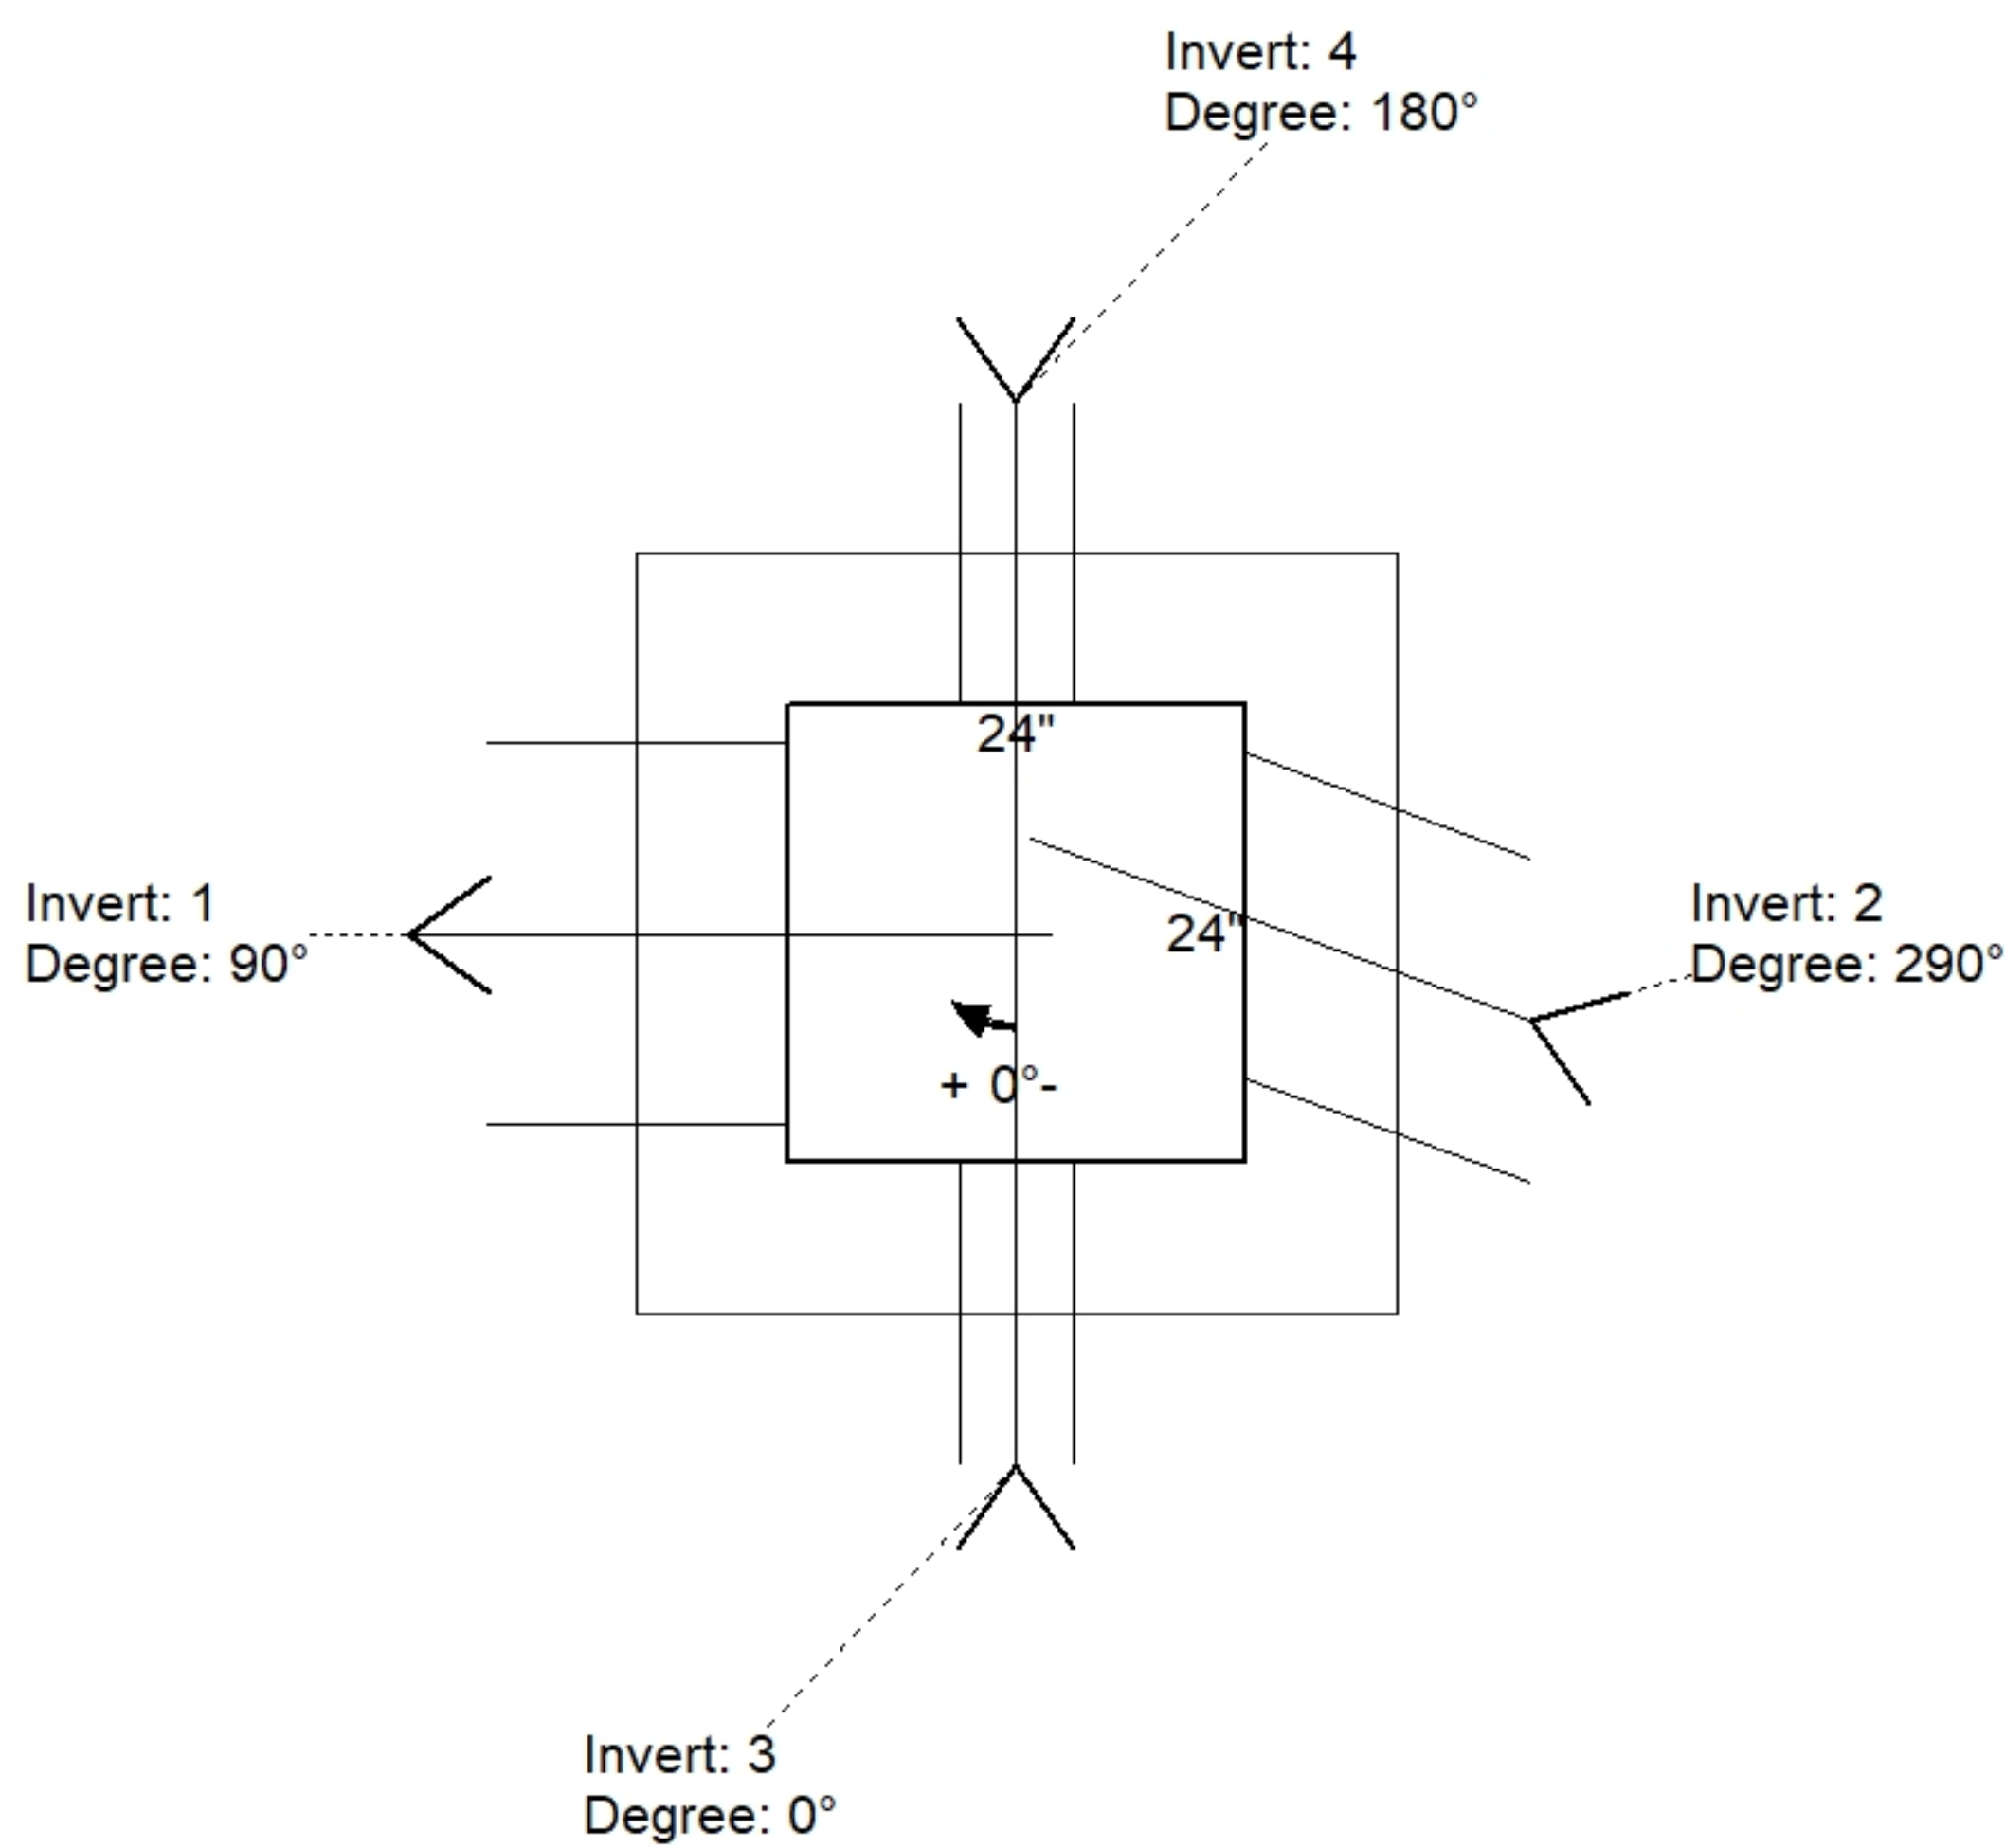 Invert: 4
Degree: 180°
24"
Invert: 1
Degree: 90°
24"
Invert: 2
Degree: 290°
+ 0°-
Invert: 3
Degree: 0°